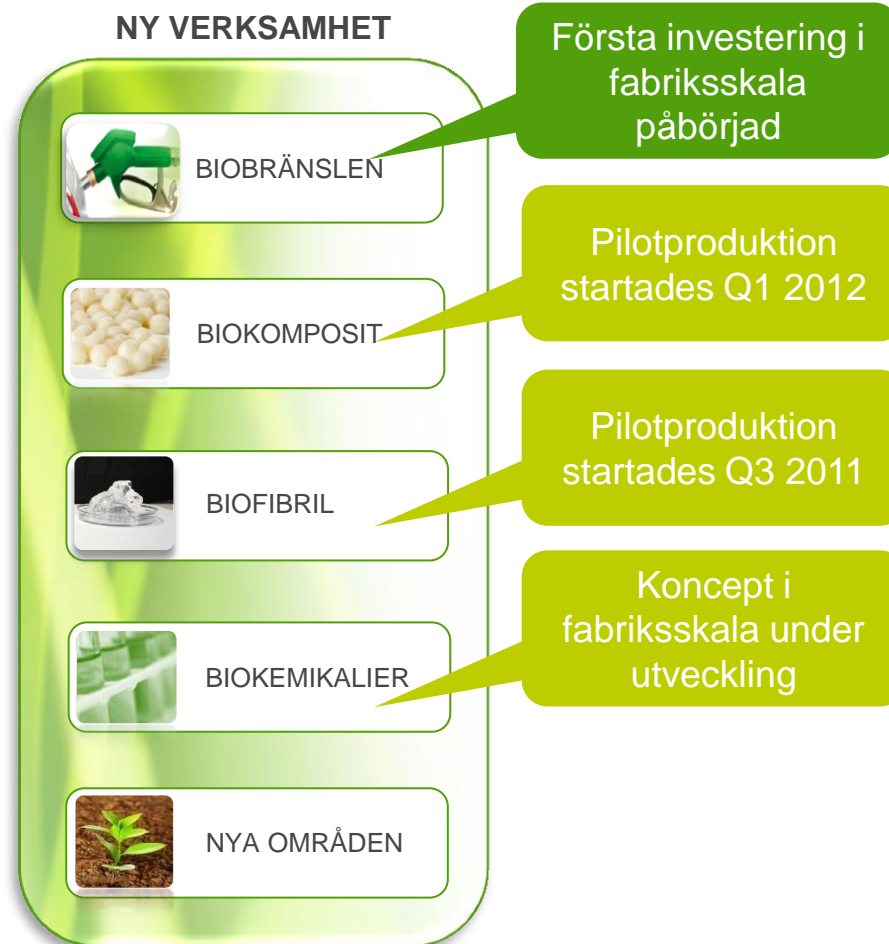 NY VERKSAMHET
Första investering i
fabriksskala
påbörjad
BIOBRÄNSLEN
Pilotproduktion
startades Q1 2012
BIOKOMPOSIT
Pilotproduktion
startades Q3 2011
BIOFIBRIL
Koncept i
fabriksskala under
utveckling
BIOKEMIKALIER
NYA OMRÅDEN